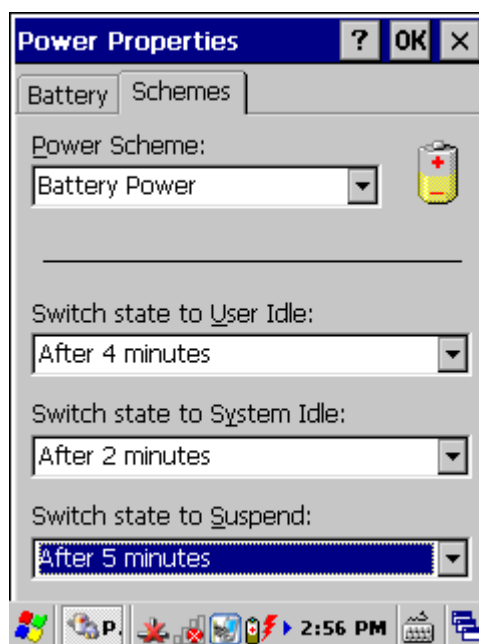 Power Properties ? OK ×
Battery Schemes
Power Scheme:
Battery Power
Switch state to User Idle:
After 4 minutes
Switch state to System Idle:
After 2 minutes
Switch state to Suspend:
After 5 minutes
P. 2:56 PM